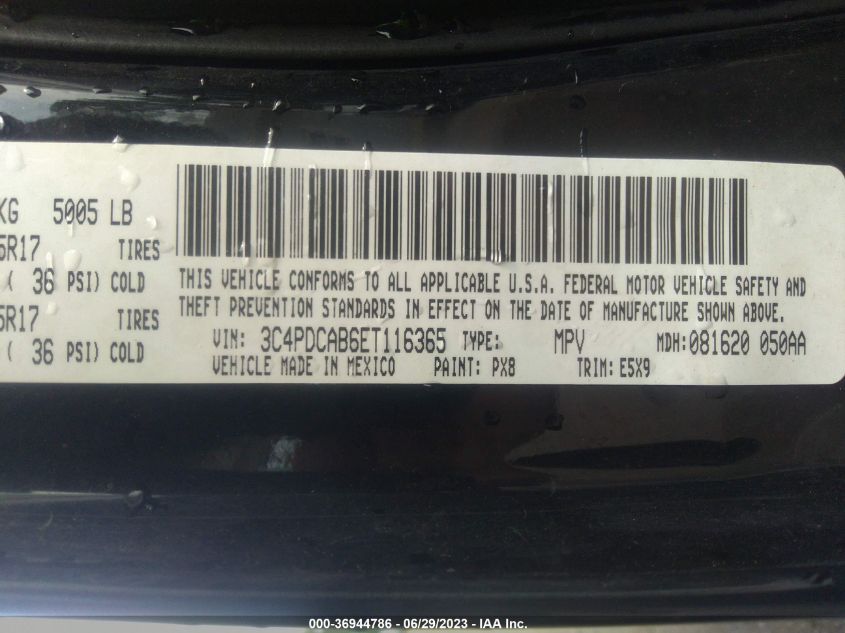 KG 5005 LB
5R17 TIRES
( 36 PSI) COLD
5R17 TIRES
( 36 PSI) COLD
THIS VEHICLE CONFORMS TO ALL APPLICABLE U.S.A. FEDERAL MOTOR VEHICLE SAFETY AND
THEFT PREVENTION STANDARDS IN EFFECT ON THE DATE OF MANUFACTURE SHOWN ABOVE.
VIN: 3C4PDCAB6ET116365 TYPE: MPV MDH:081620 050AA
VEHICLE MADE IN MEXICO PAINT: PX8 TRIM: E5X9
000-36944786 - 06/29/2023 - IAA Inc.